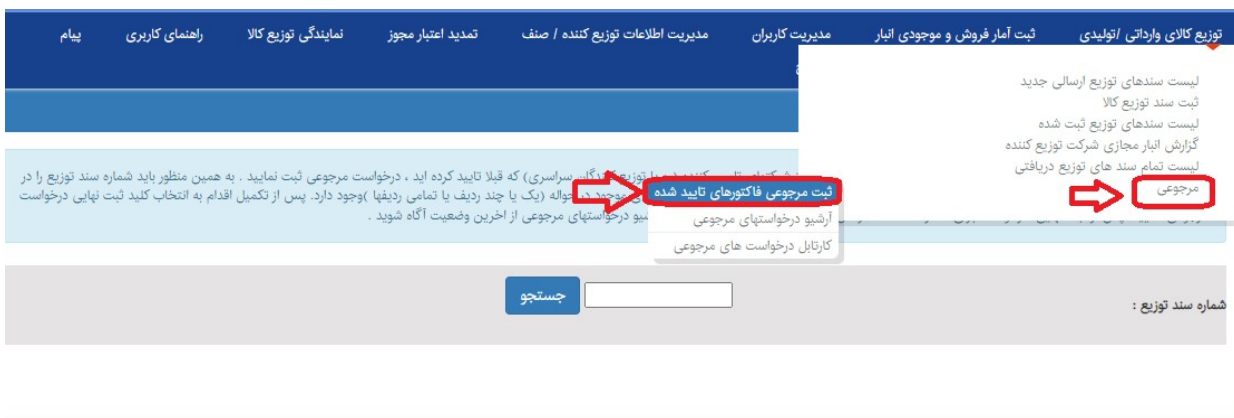 توزیع کالای وارداتی /تولیدی ثبت آمار فروش و موجودی انبار مدیریت کاربران مدیریت اطلاعات توزیع کننده / صنف تمدید اعتبار مجوز نمایندگی توزیع کالا راهنمای کاربری پیام
لیست سندهای توزیع ارسالی جدید
ثبت سند توزیع کالا
لیست سندهای توزیع ثبت شده
گزارش انبار مجازی شرکت توزیع کننده
لیست تمام سند های توزیع دریافتی
مرجوعی
ثبت مرجوعی فاکتورهای تایید شده
آرشیو درخواستهای مرجوعی
کارتابل درخواست های مرجوعی
سراسری) که قبلا تایید کرده اید ، درخواست مرجوعی ثبت نمایید . به همین منظور باید شماره سند توزیع را در
موجود در حواله (یک یا چند ردیف یا تمامی ردیفها )وجود دارد. پس از تکمیل اقدام به انتخاب کلید ثبت نهایی درخواست
درخواستهای مرجوعی از اخرین وضعیت آگاه شوید .
شماره سند توزیع : جستجو